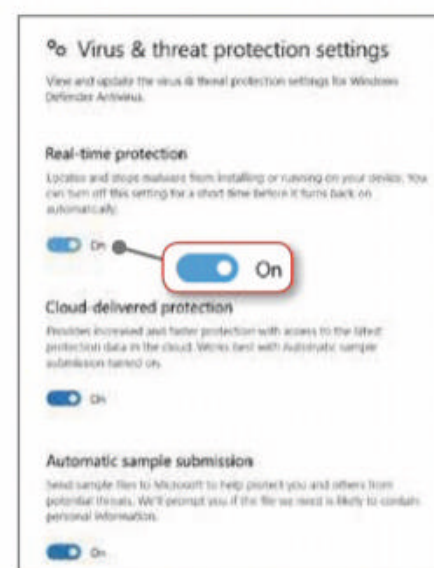 Virus & threat protection settings
View and update the virus & threat protection settings for Windows
Defender Antivirus.
Real-time protection
Locates and stops malware from installing or running on your device. You
can turn off this setting for a short time before it turns back on
automatically.
On
On
Cloud-delivered protection
Provides increased and faster protection with access to the latest
protection data in the cloud. Works best with Automatic sample
submission turned on.
On
Automatic sample submission
Send sample files to Microsoft to help protect you and others from
potential threats. We'll prompt you if the file we need is likely to contain
personal information.
On